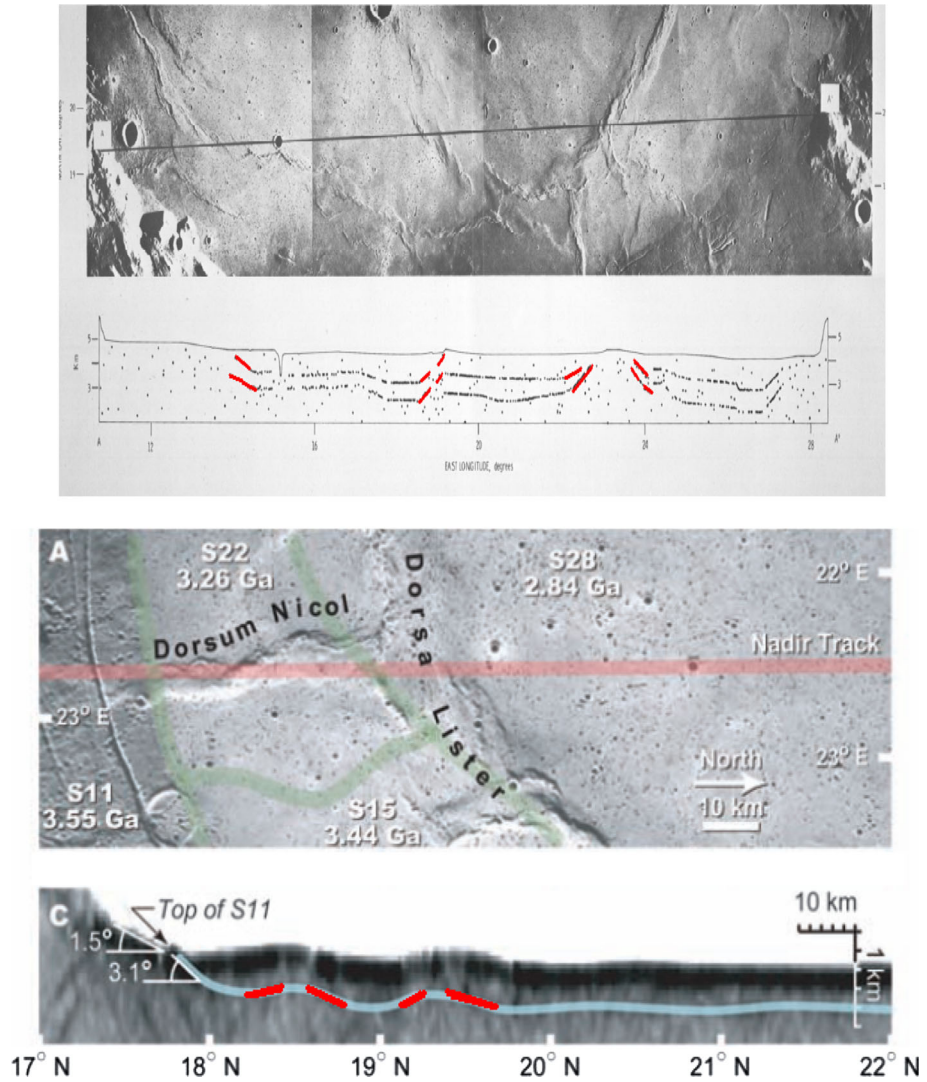 A
A'
19
5
3
5
3
A
12
16
20
24
28
A'
EAST LONGITUDE, degrees
A
S22
3.26 Ga
Dorsum Nicol
Dorsa
Lister
S28
2.84 Ga
22° E
Nadir Track
23° E
23° E
North
10 km
S11
3.55 Ga
S15
3.44 Ga
C
Top of S11
1.5°
3.1°
10 km
1 km
17° N
18° N
19° N
20° N
21° N
22° N